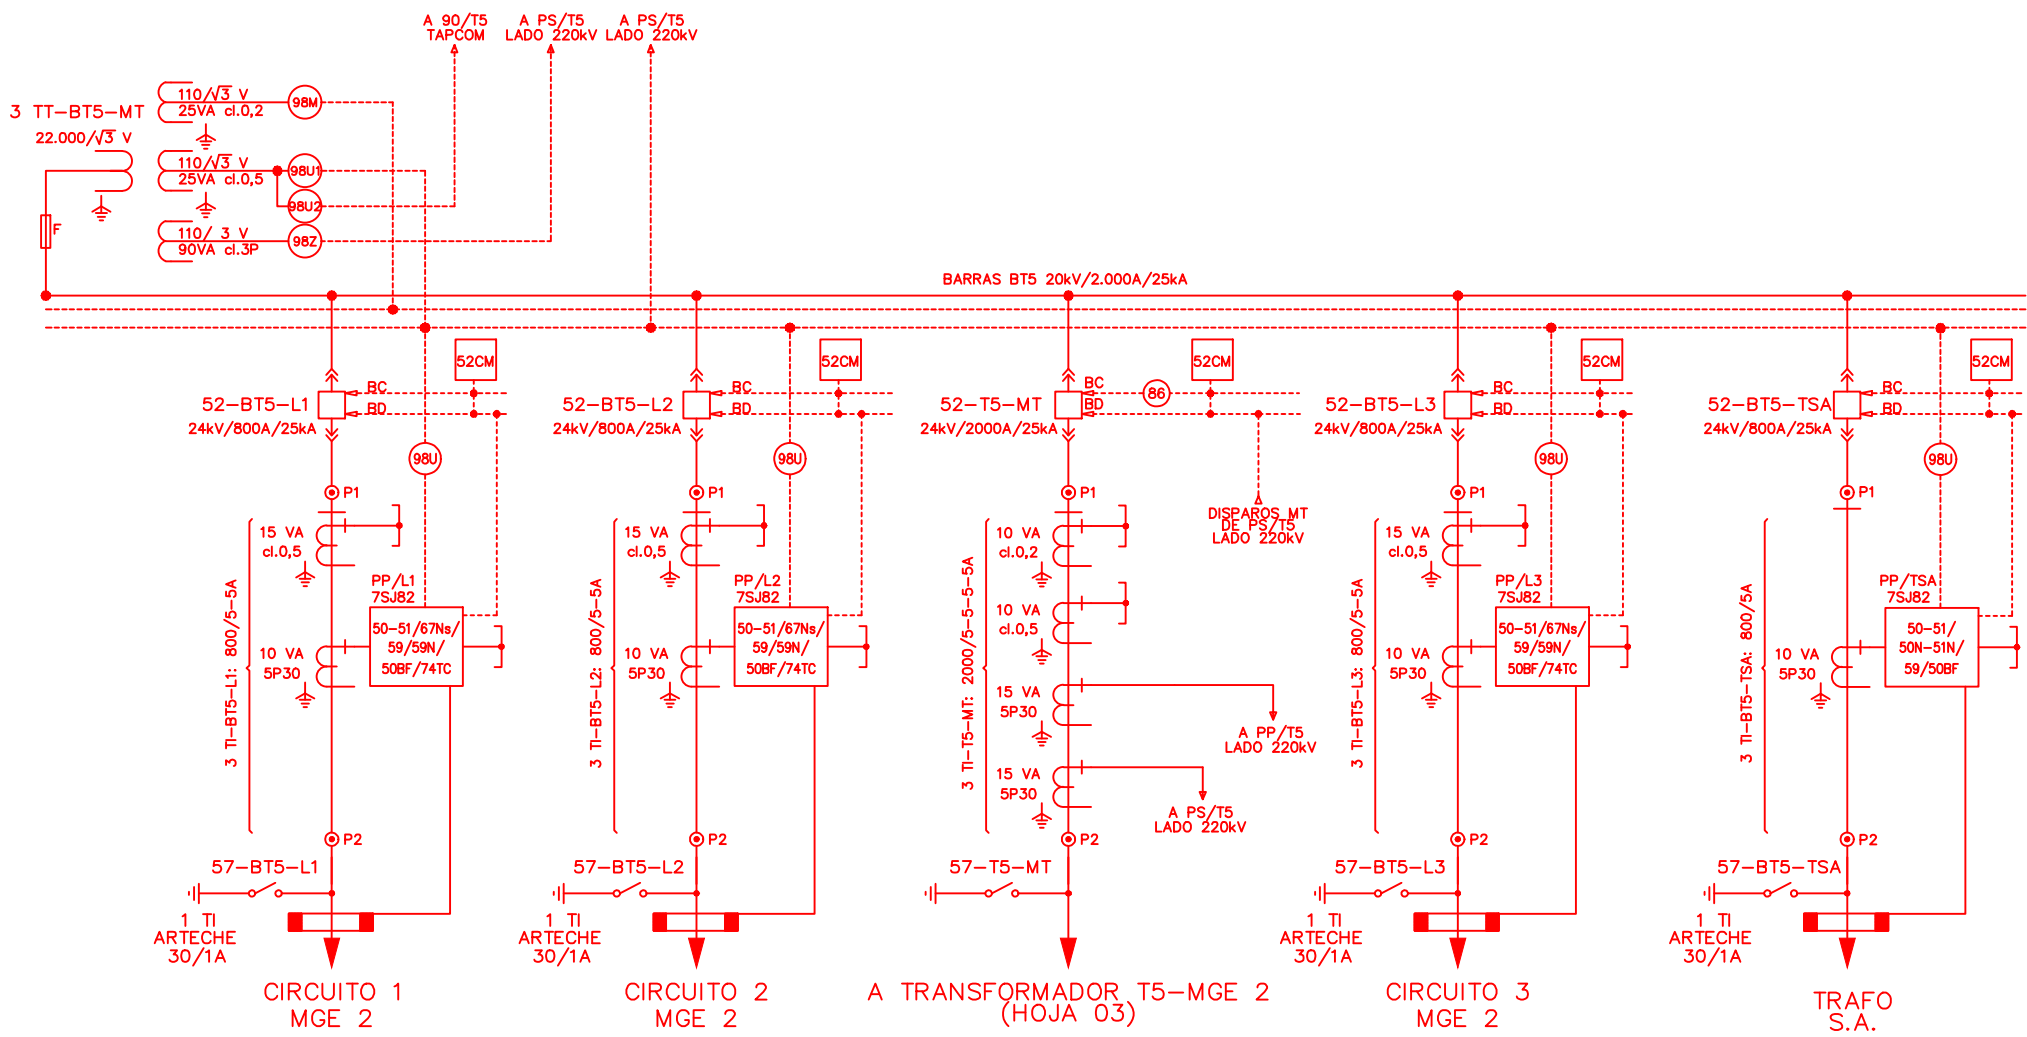 A 90/T5
TAPCOM
A PS/T5
LADO 220kV
A PS/T5
LADO 220kV
3 TT-BT5-MT
22.000/√3 V
110/√3 V
25VA cl.0,2
98M
110/√3 V
25VA cl.0,5
98U1
98U2
110/ 3 V
90VA cl.3P
98Z
F
BARRAS BT5 20kV/2.000A/25kA
52CM
BC
BD
52-BT5-L1
24kV/800A/25kA
98U
P1
15 VA
cl.0,5
PP/L1
7SJ82
50-51/67Ns/
59/59N/
50BF/74TC
10 VA
5P30
3 TI-BT5-L1: 800/5-5A
P2
57-BT5-L1
1 TI
ARTECHE
30/1A
CIRCUITO 1
MGE 2
52CM
BC
BD
52-BT5-L2
24kV/800A/25kA
98U
P1
15 VA
cl.0,5
PP/L2
7SJ82
50-51/67Ns/
59/59N/
50BF/74TC
10 VA
5P30
3 TI-BT5-L2: 800/5-5A
P2
57-BT5-L2
1 TI
ARTECHE
30/1A
CIRCUITO 2
MGE 2
52CM
BC
86
BD
52-T5-MT
24kV/2000A/25kA
P1
DISPAROS MT
DE PS/T5
LADO 220kV
10 VA
cl.0,2
10 VA
cl.0,5
15 VA
5P30
A PP/T5
LADO 220kV
15 VA
5P30
A PS/T5
LADO 220kV
3 TI-T5-MT: 2000/5-5-5-5A
P2
57-T5-MT
A TRANSFORMADOR T5-MGE 2
(HOJA 03)
52CM
BC
BD
52-BT5-L3
24kV/800A/25kA
98U
P1
15 VA
cl.0,5
PP/L3
7SJ82
50-51/67Ns/
59/59N/
50BF/74TC
10 VA
5P30
3 TI-BT5-L3: 800/5-5A
P2
57-BT5-L3
1 TI
ARTECHE
30/1A
CIRCUITO 3
MGE 2
52CM
BC
BD
52-BT5-TSA
24kV/800A/25kA
98U
P1
PP/TSA
7SJ82
50-51/
50N-51N/
59/50BF
10 VA
5P30
3 TI-BT5-TSA: 800/5A
P2
57-BT5-TSA
1 TI
ARTECHE
30/1A
TRAFO
S.A.